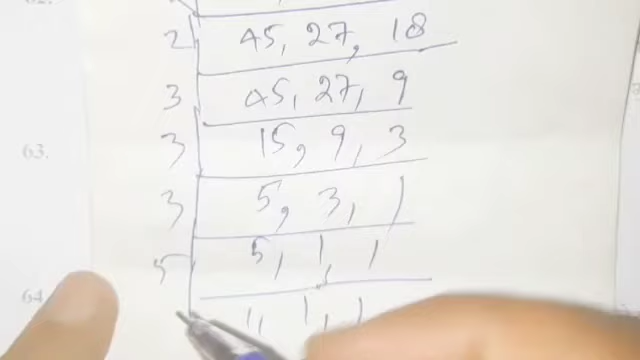 2 45, 27, 18
3 45, 27, 9
63. 3 15, 9, 3
3 5, 3, 1
5 5, 1, 1
64 1, 1, 1